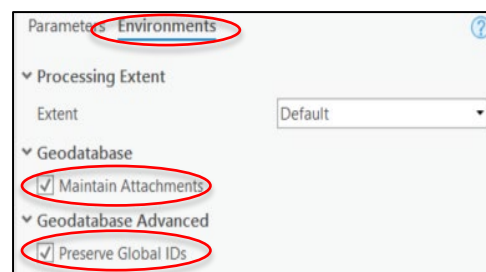 Parameters Environments ?
Processing Extent
Extent Default
Geodatabase
Maintain Attachments
Geodatabase Advanced
Preserve Global IDs